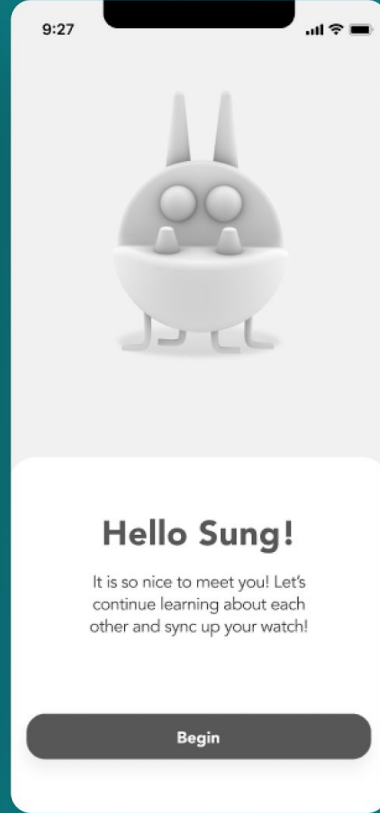 9:27
Hello Sung!
It is so nice to meet you! Let's
continue learning about each
other and sync up your watch!
Begin